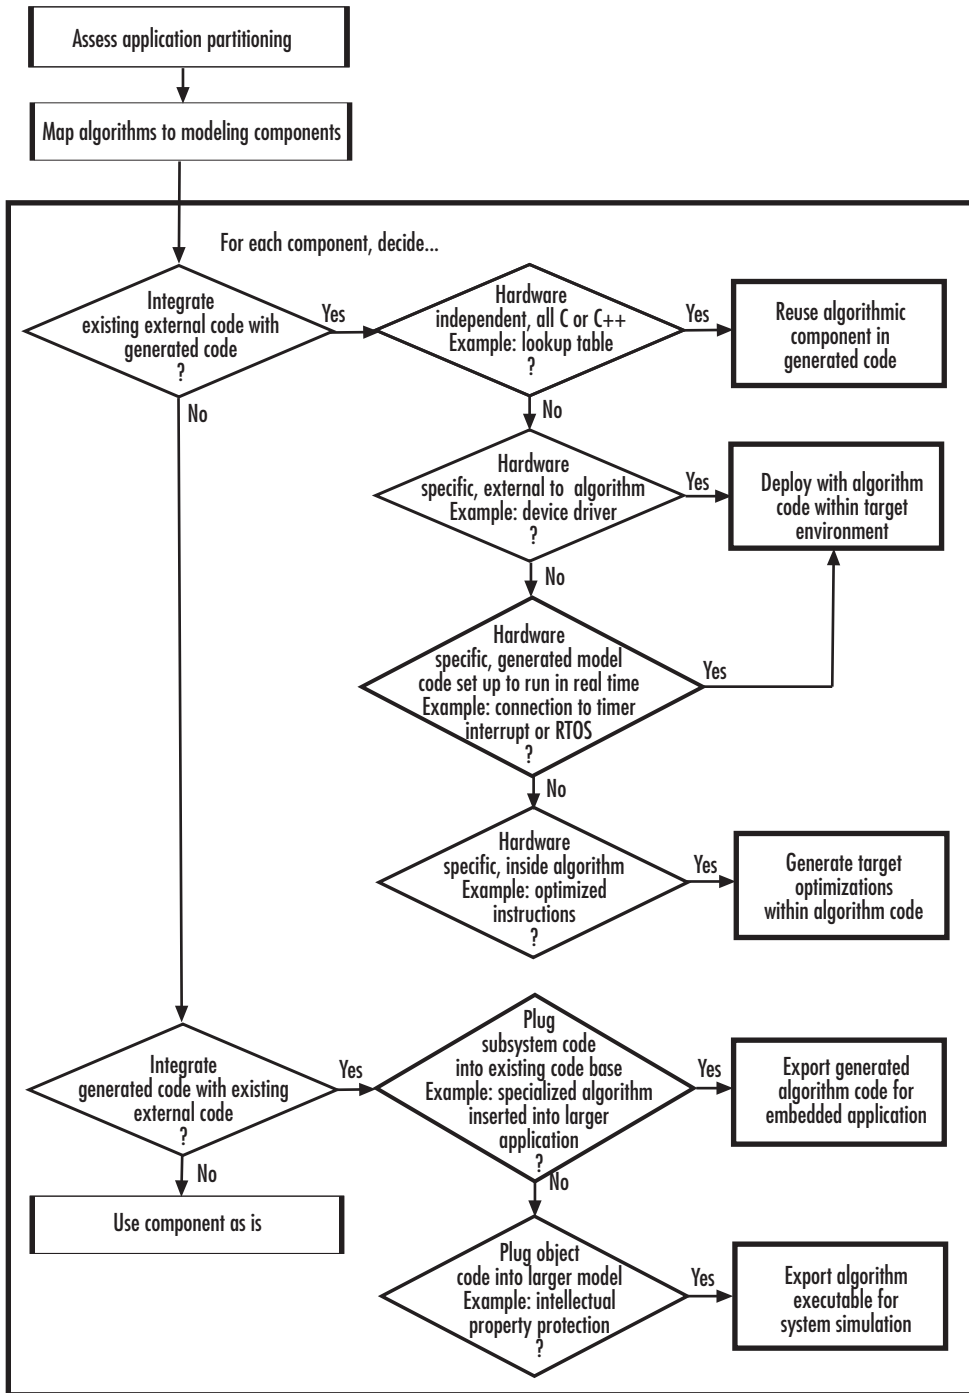 Assess application partitioning
Map algorithms to modeling components
For each component, decide...
Integrate
existing external code with
generated code
?
Yes
No
Hardware
independent, all C or C++
Example: lookup table
?
Yes
No
Reuse algorithmic
component in
generated code
Hardware
specific, external to algorithm
Example: device driver
?
Yes
No
Deploy with algorithm
code within target
environment
Hardware
specific, generated model
code set up to run in real time
Example: connection to timer
interrupt or RTOS
?
Yes
No
Hardware
specific, inside algorithm
Example: optimized
instructions
?
Yes
Generate target
optimizations
within algorithm code
Integrate
generated code with existing
external code
?
Yes
No
Use component as is
Plug
subsystem code
into existing code base
Example: specialized algorithm
inserted into larger
application
?
Yes
No
Export generated
algorithm code for
embedded application
Plug object
code into larger model
Example: intellectual
property protection
?
Yes
Export algorithm
executable for
system simulation